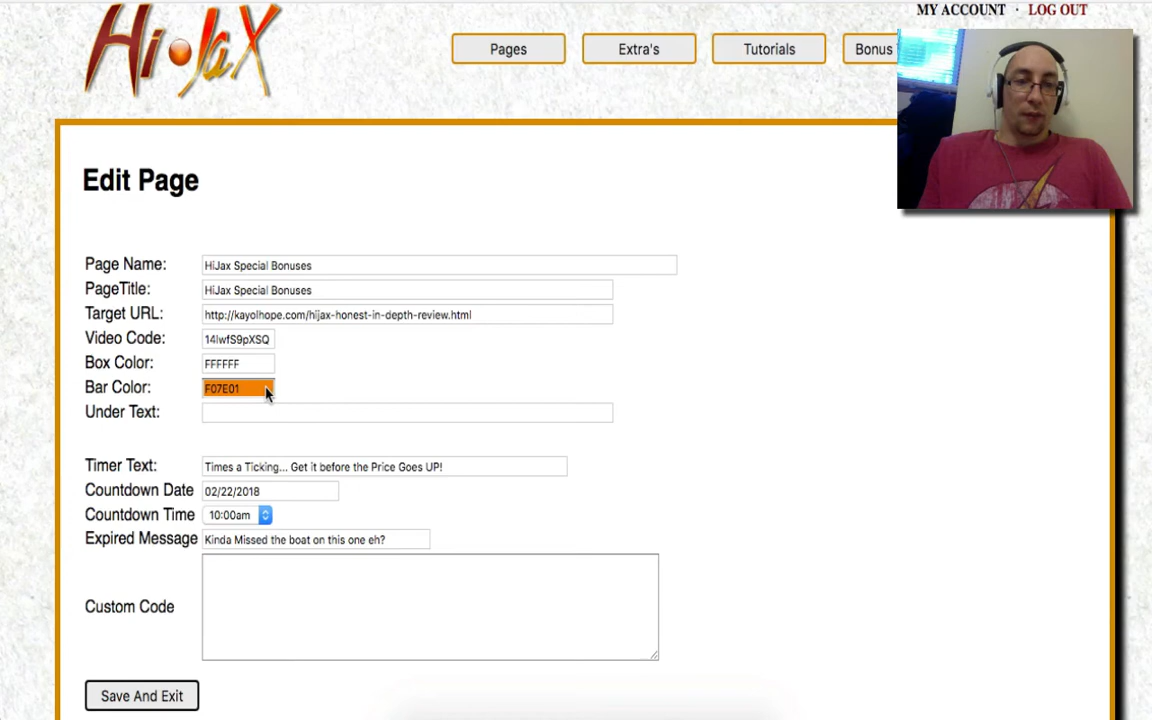 HiJaX
MY ACCOUNT · LOG OUT
Pages
Extra's
Tutorials
Bonus
Edit Page
Page Name: HiJax Special Bonuses
PageTitle: HiJax Special Bonuses
Target URL: http://kayolhope.com/hijax-honest-in-depth-review.html
Video Code: 14lwfS9pXSQ
Box Color: FFFFFF
Bar Color: F07E01
Under Text:
Timer Text: Times a Ticking... Get it before the Price Goes UP!
Countdown Date 02/22/2018
Countdown Time 10:00am
Expired Message Kinda Missed the boat on this one eh?
Custom Code
Save And Exit